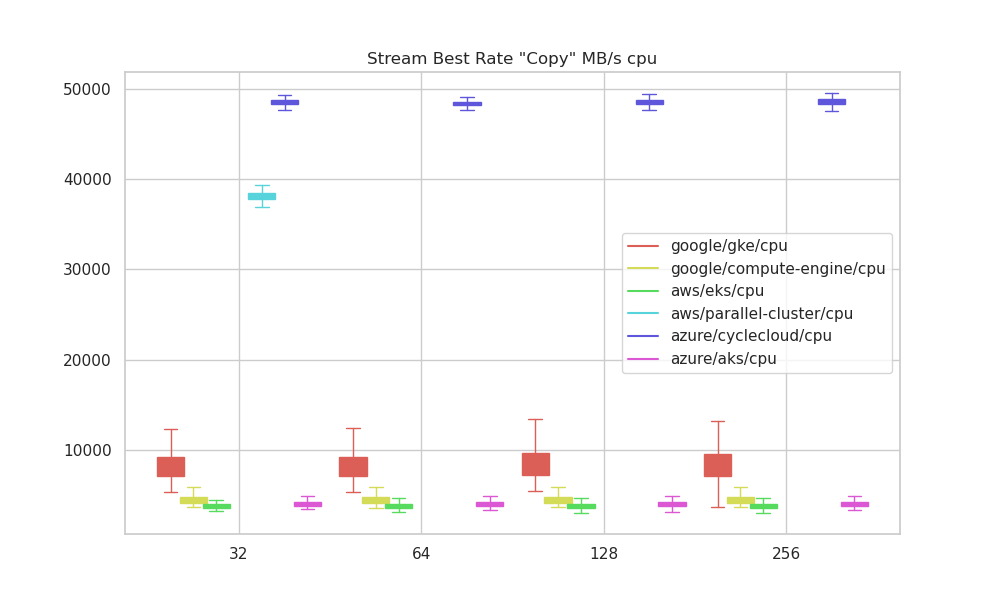 Stream Best Rate "Copy" MB/s cpu
50000
40000
30000
20000
10000
google/gke/cpu
google/compute-engine/cpu
aws/eks/cpu
aws/parallel-cluster/cpu
azure/cyclecloud/cpu
azure/aks/cpu
32
64
128
256